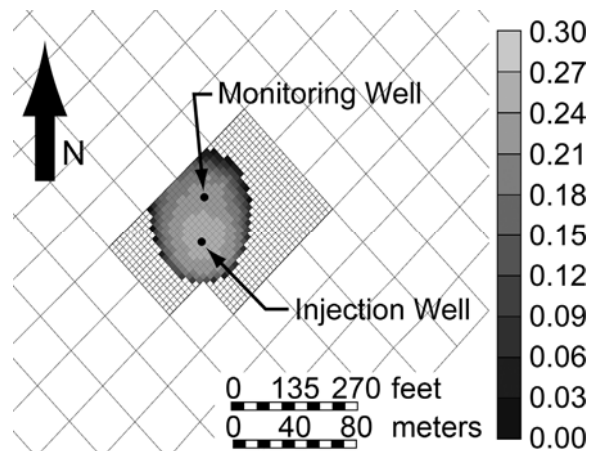 Monitoring Well
N
Injection Well
0 135 270 feet
0 40 80 meters
0.30
0.27
0.24
0.21
0.18
0.15
0.12
0.09
0.06
0.03
0.00